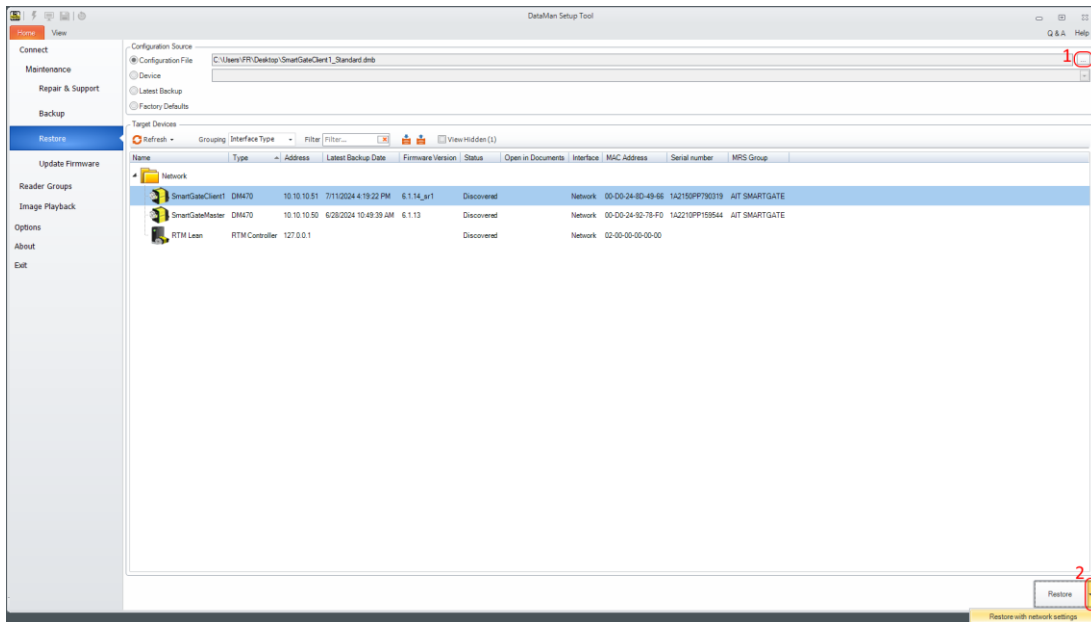 DataMan Setup Tool
Home View Q & A Help
Connect
Maintenance
Repair & Support
Backup
Restore
Update Firmware
Reader Groups
Image Playback
Options
About
Exit
Configuration Source
Configuration File C:\Users\FR\Desktop\SmartGateClient1_Standard.dmb ... 1
Device
Latest Backup
Factory Defaults
Target Devices
Refresh Grouping Interface Type Filter Filter... View Hidden (1)
Name Type Address Latest Backup Date Firmware Version Status Open in Documents Interface MAC Address Serial number MRS Group
Network
SmartGateClient1 DM470 10.10.10.51 7/11/2024 4:19:22 PM 6.1.14_sr1 Discovered Network 00-D0-24-8D-49-66 1A2150PP790319 AIT SMARTGATE
SmartGateMaster DM470 10.10.10.50 6/28/2024 10:49:39 AM 6.1.13 Discovered Network 00-D0-24-92-78-F0 1A2210PP159544 AIT SMARTGATE
RTM Lean RTM Controller 127.0.0.1 Discovered Network 02-00-00-00-00-00
2
Restore
Restore with network settings